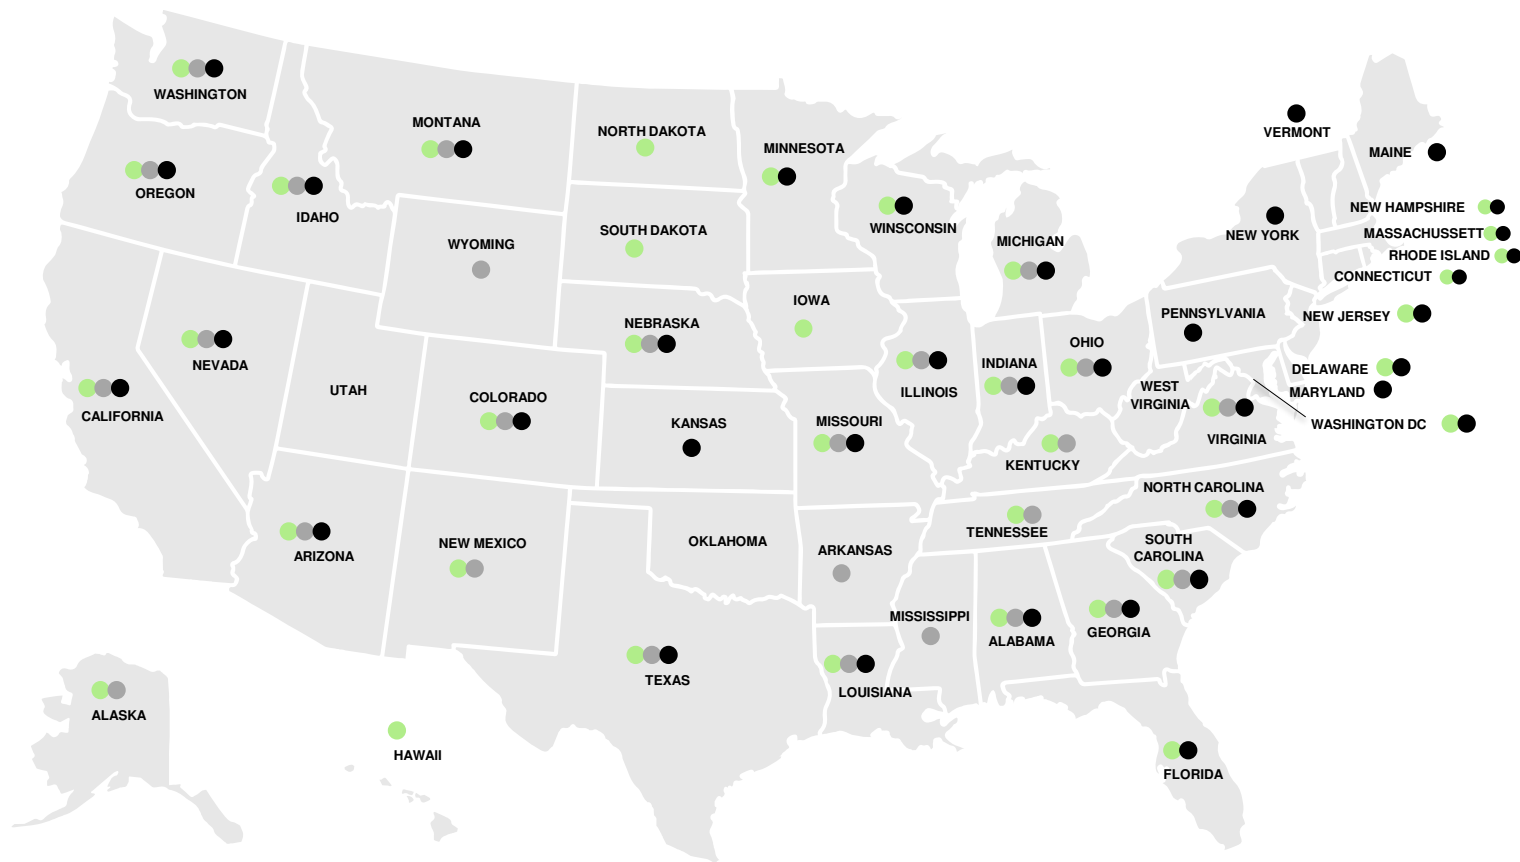 WASHINGTON
MONTANA
NORTH DAKOTA
MINNESOTA
VERMONT
MAINE
OREGON
IDAHO
WYOMING
SOUTH DAKOTA
WINSCONSIN
MICHIGAN
NEW YORK
NEW HAMPSHIRE
MASSACHUSSETT
RHODE ISLAND
CONNECTICUT
IOWA
NEBRASKA
PENNSYLVANIA
NEW JERSEY
NEVADA
UTAH
COLORADO
ILLINOIS
INDIANA
OHIO
DELAWARE
MARYLAND
WEST
VIRGINIA
CALIFORNIA
KANSAS
MISSOURI
KENTUCKY
VIRGINIA
WASHINGTON DC
NORTH CAROLINA
TENNESSEE
SOUTH
CAROLINA
ARIZONA
NEW MEXICO
OKLAHOMA
ARKANSAS
MISSISSIPPI
ALABAMA
GEORGIA
TEXAS
LOUISIANA
ALASKA
HAWAII
FLORIDA